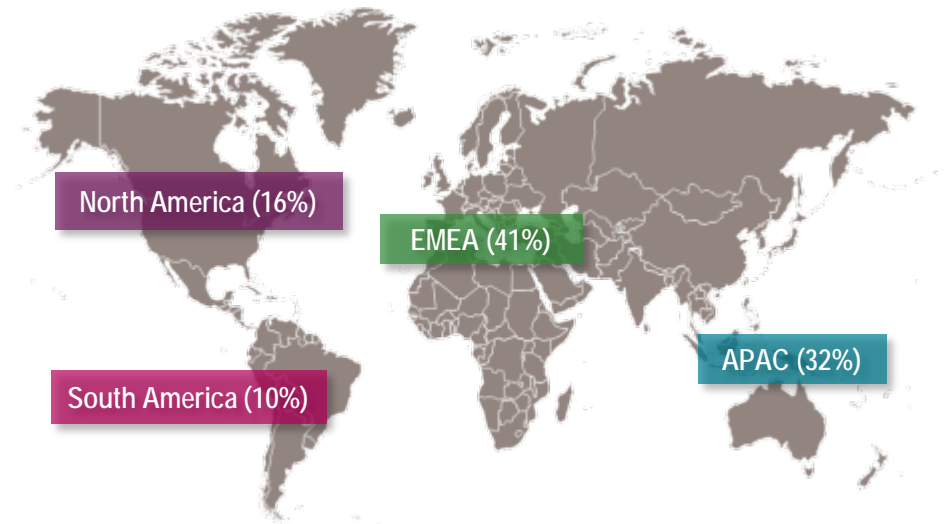 North America (16%)
EMEA (41%)
APAC (32%)
South America (10%)